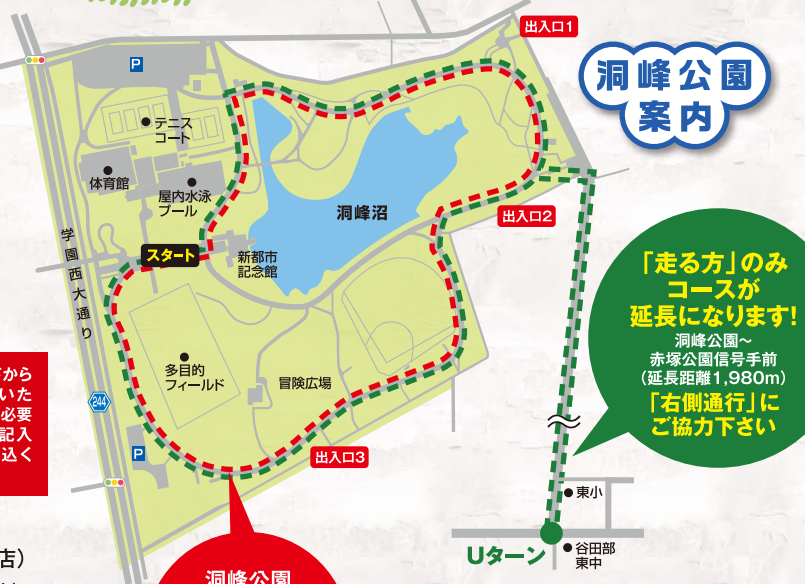 出入口1
洞峰公園
案内
P
テニス
コート
体育館
屋内水泳
プール
洞峰沼
出入口2
スタート
新都市
記念館
学園西大通り
「走る方」のみ
コースが
延長になります!
洞峰公園〜
赤塚公園信号手前
(延長距離1,980m)
「右側通行」に
ご協力下さい
多目的
フィールド
冒険広場
244
から
いた
必要
記入
込く
P
出入口3
東小
Uターン
谷田部
東中
店)
洞峰公園